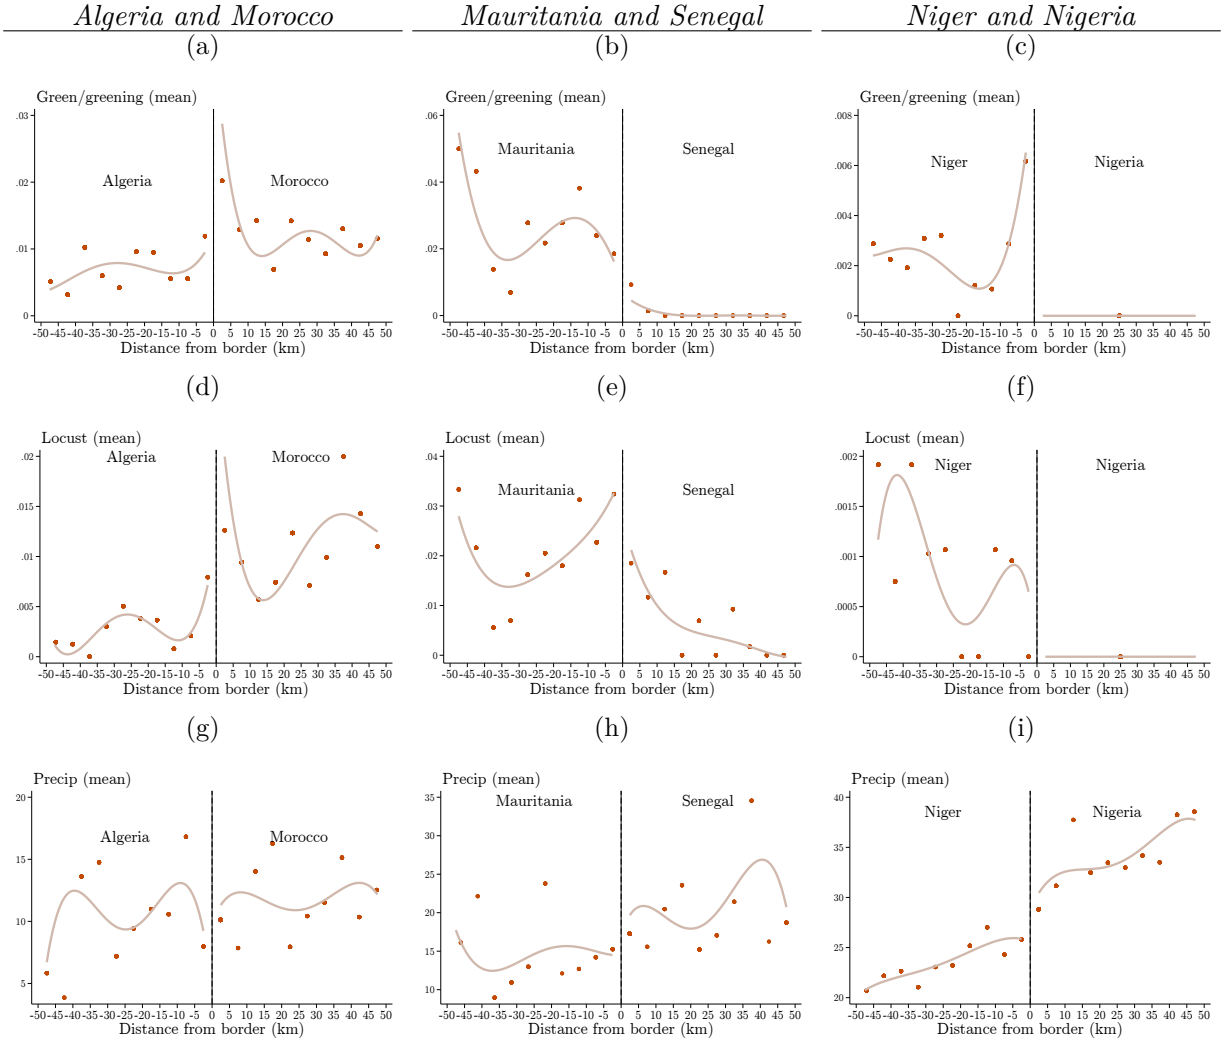 Algeria and Morocco Mauritania and Senegal Niger and Nigeria
(a) (b) (c)
Green/greening (mean) Green/greening (mean) Green/greening (mean)
.03 .06 .008
Mauritania Senegal
.006 Niger Nigeria
.02 Algeria Morocco .04
.004
.01 .02
.002
0 0 0
-50-45-40-35-30-25-20-15-10-5 0 5 10 15 20 25 30 35 40 45 50 -50-45-40-35-30-25-20-15-10-5 0 5 10 15 20 25 30 35 40 45 50 -50-45-40-35-30-25-20-15-10-5 0 5 10 15 20 25 30 35 40 45 50
Distance from border (km) Distance from border (km) Distance from border (km)
(d) (e) (f)
Locust (mean) Locust (mean) Locust (mean)
.02 Algeria Morocco .04 .002
Niger Nigeria
Mauritania Senegal
.015 .03 .0015
.01 .02 .001
.005 .01 .0005
0 0 0
-50-45-40-35-30-25-20-15-10-5 0 5 10 15 20 25 30 35 40 45 50 -50-45-40-35-30-25-20-15-10-5 0 5 10 15 20 25 30 35 40 45 50 -50-45-40-35-30-25-20-15-10-5 0 5 10 15 20 25 30 35 40 45 50
Distance from border (km) Distance from border (km) Distance from border (km)
(g) (h) (i)
Precip (mean) Precip (mean) Precip (mean)
20 35 40
Mauritania Senegal
Niger Nigeria
Algeria Morocco
30
35
15
25
30
10 20
25
15
5
10 20
-50-45-40-35-30-25-20-15-10-5 0 5 10 15 20 25 30 35 40 45 50 -50-45-40-35-30-25-20-15-10-5 0 5 10 15 20 25 30 35 40 45 50 -50-45-40-35-30-25-20-15-10-5 0 5 10 15 20 25 30 35 40 45 50
Distance from border (km) Distance from border (km) Distance from border (km)